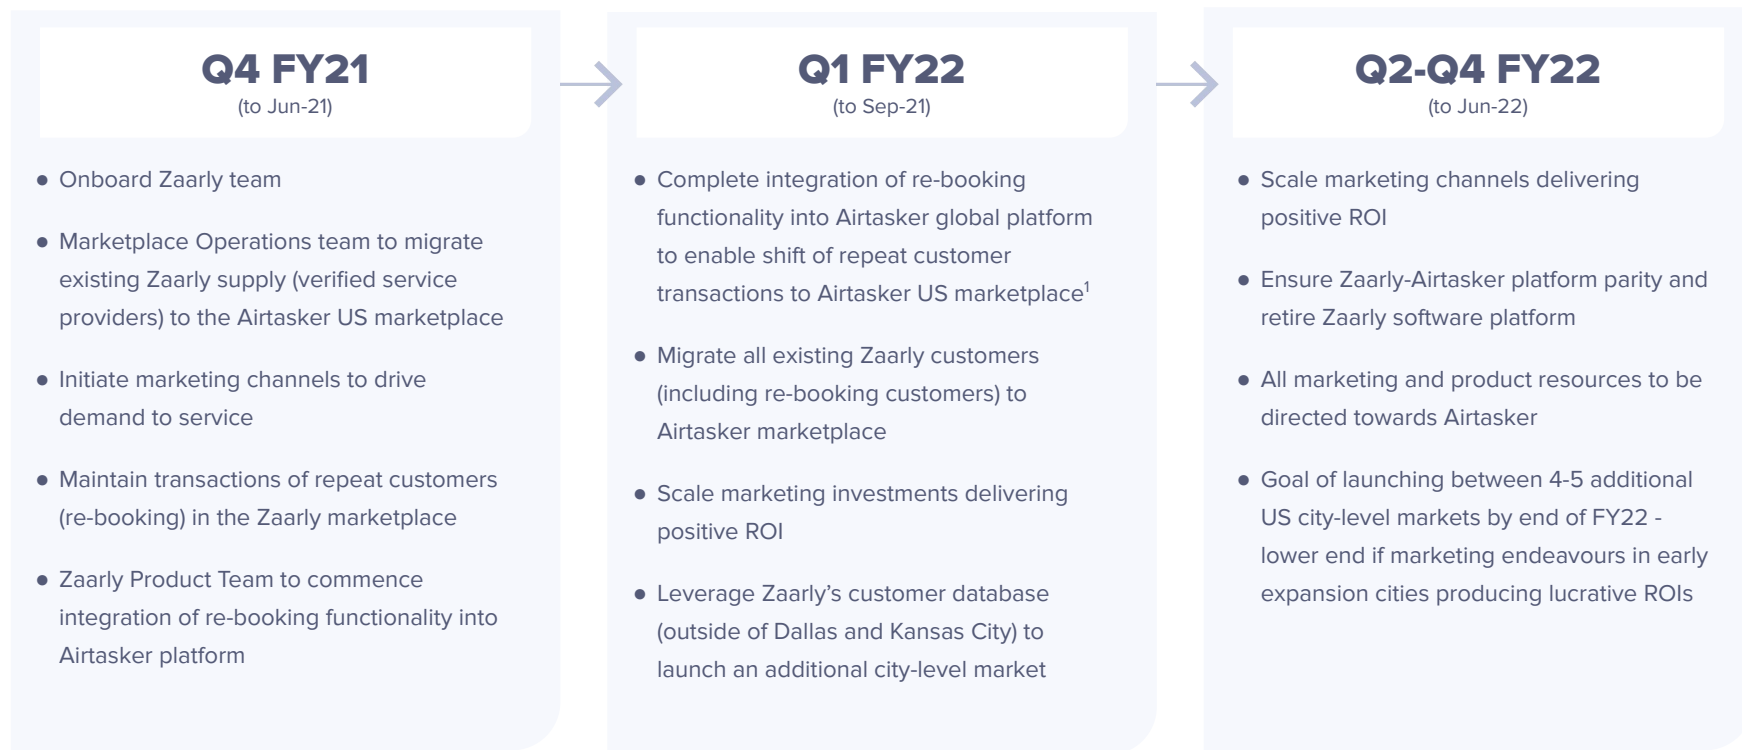 Q4 FY21
(to Jun-21)
● Onboard Zaarly team
● Marketplace Operations team to migrate
existing Zaarly supply (verified service
providers) to the Airtasker US marketplace
● Initiate marketing channels to drive
demand to service
● Maintain transactions of repeat customers
(re-booking) in the Zaarly marketplace
● Zaarly Product Team to commence
integration of re-booking functionality into
Airtasker platform
Q1 FY22
(to Sep-21)
● Complete integration of re-booking
functionality into Airtasker global platform
to enable shift of repeat customer
transactions to Airtasker US marketplace¹
● Migrate all existing Zaarly customers
(including re-booking customers) to
Airtasker marketplace
● Scale marketing investments delivering
positive ROI
● Leverage Zaarly’s customer database
(outside of Dallas and Kansas City) to
launch an additional city-level market
Q2-Q4 FY22
(to Jun-22)
● Scale marketing channels delivering
positive ROI
● Ensure Zaarly-Airtasker platform parity and
retire Zaarly software platform
● All marketing and product resources to be
directed towards Airtasker
● Goal of launching between 4-5 additional
US city-level markets by end of FY22 -
lower end if marketing endeavours in early
expansion cities producing lucrative ROIs